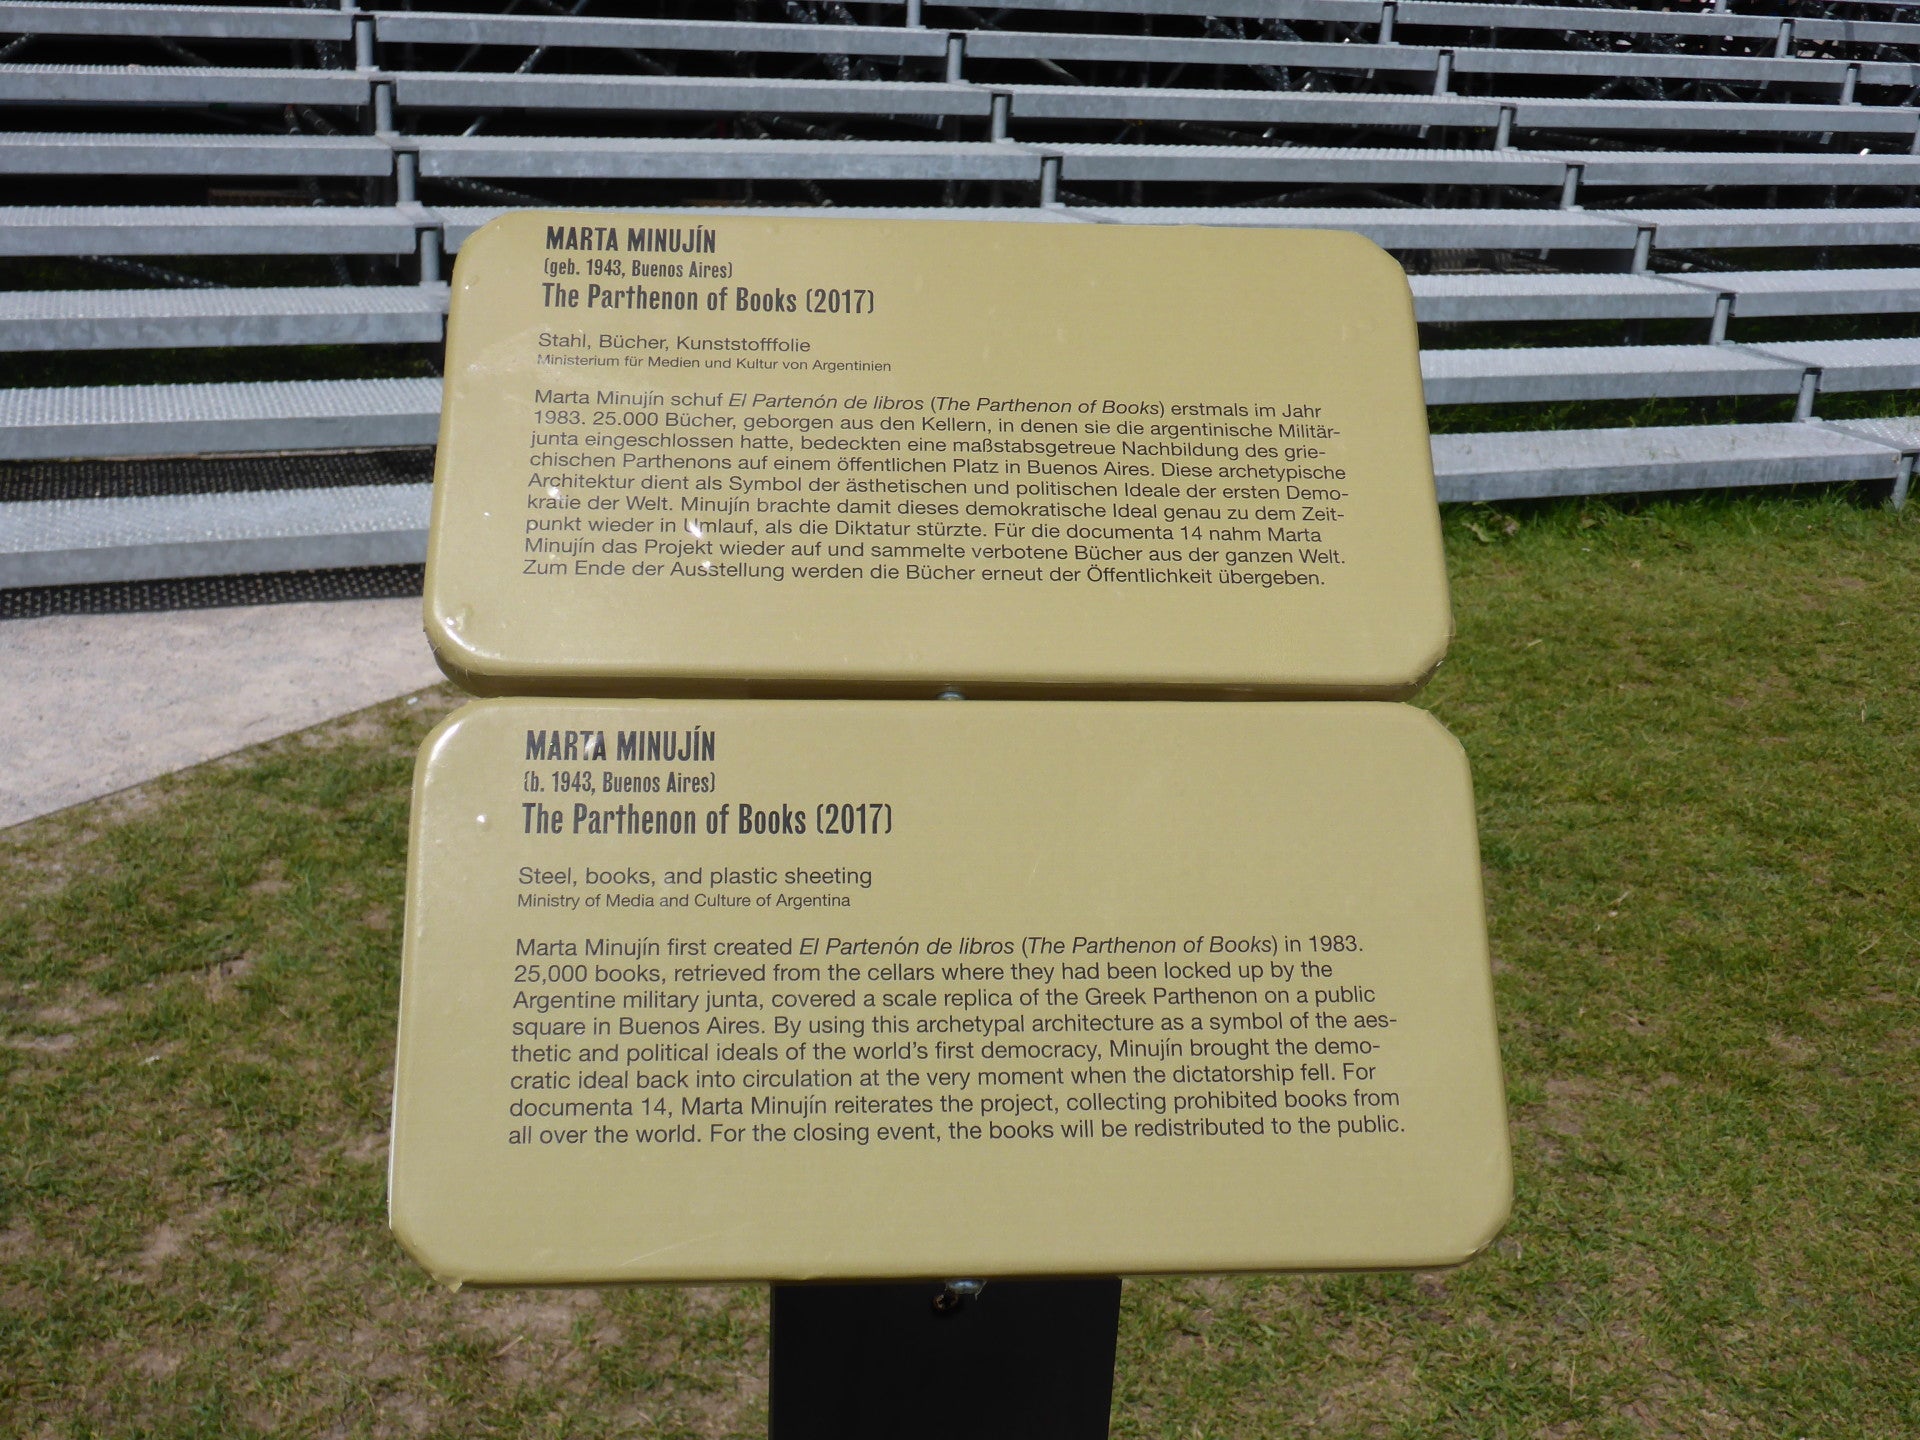 MARTA MINUJÍN
(geb. 1943, Buenos Aires)
The Parthenon of Books (2017)
Stahl, Bücher, Kunststofffolie
Ministerium für Medien und Kultur von Argentinien
Marta Minujín schuf El Partenón de libros (The Parthenon of Books) erstmals im Jahr
1983. 25.000 Bücher, geborgen aus den Kellern, in denen sie die argentinische Militär-
junta eingeschlossen hatte, bedeckten eine maßstabsgetreue Nachbildung des grie-
chischen Parthenons auf einem öffentlichen Platz in Buenos Aires. Diese archetypische
Architektur dient als Symbol der ästhetischen und politischen Ideale der ersten Demo-
kratie der Welt. Minujín brachte damit dieses demokratische Ideal genau zu dem Zeit-
punkt wieder in Umlauf, als die Diktatur stürzte. Für die documenta 14 nahm Marta
Minujín das Projekt wieder auf und sammelte verbotene Bücher aus der ganzen Welt.
Zum Ende der Ausstellung werden die Bücher erneut der Öffentlichkeit übergeben.
MARTA MINUJÍN
(b. 1943, Buenos Aires)
The Parthenon of Books (2017)
Steel, books, and plastic sheeting
Ministry of Media and Culture of Argentina
Marta Minujín first created El Partenón de libros (The Parthenon of Books) in 1983.
25,000 books, retrieved from the cellars where they had been locked up by the
Argentine military junta, covered a scale replica of the Greek Parthenon on a public
square in Buenos Aires. By using this archetypal architecture as a symbol of the aes-
thetic and political ideals of the world's first democracy, Minujín brought the demo-
cratic ideal back into circulation at the very moment when the dictatorship fell. For
documenta 14, Marta Minujín reiterates the project, collecting prohibited books from
all over the world. For the closing event, the books will be redistributed to the public.